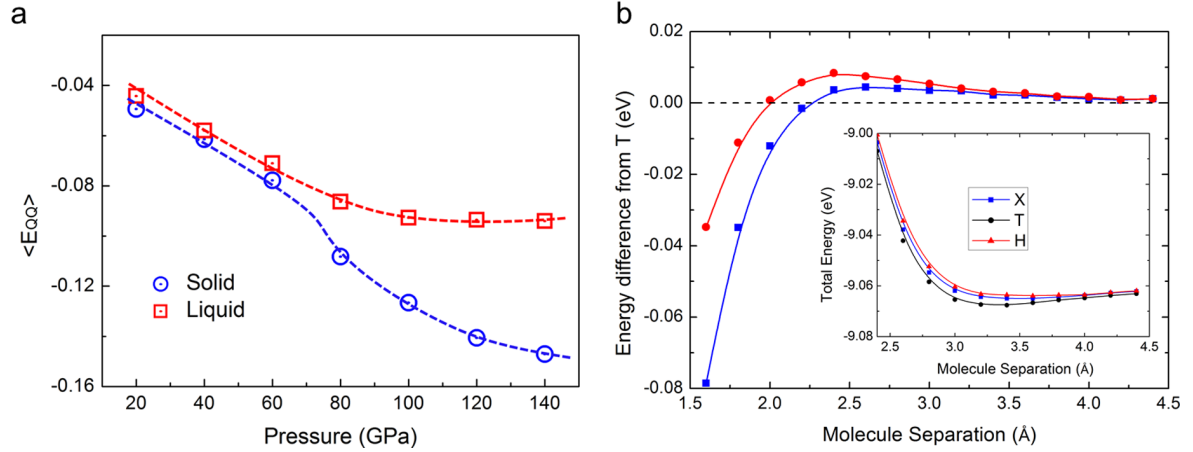 a
-0.04
-0.08
-0.12
-0.16
<EQQ>
Solid
Liquid
20 40 60 80 100 120 140
Pressure (GPa)
b
0.02
0.00
-0.02
-0.04
-0.06
-0.08
Energy difference from T (eV)
1.5 2.0 2.5 3.0 3.5 4.0 4.5
Molecule Separation (Å)
-9.00
-9.02
-9.04
-9.06
-9.08
Total Energy (eV)
X
T
H
2.5 3.0 3.5 4.0 4.5
Molecule Separation (Å)